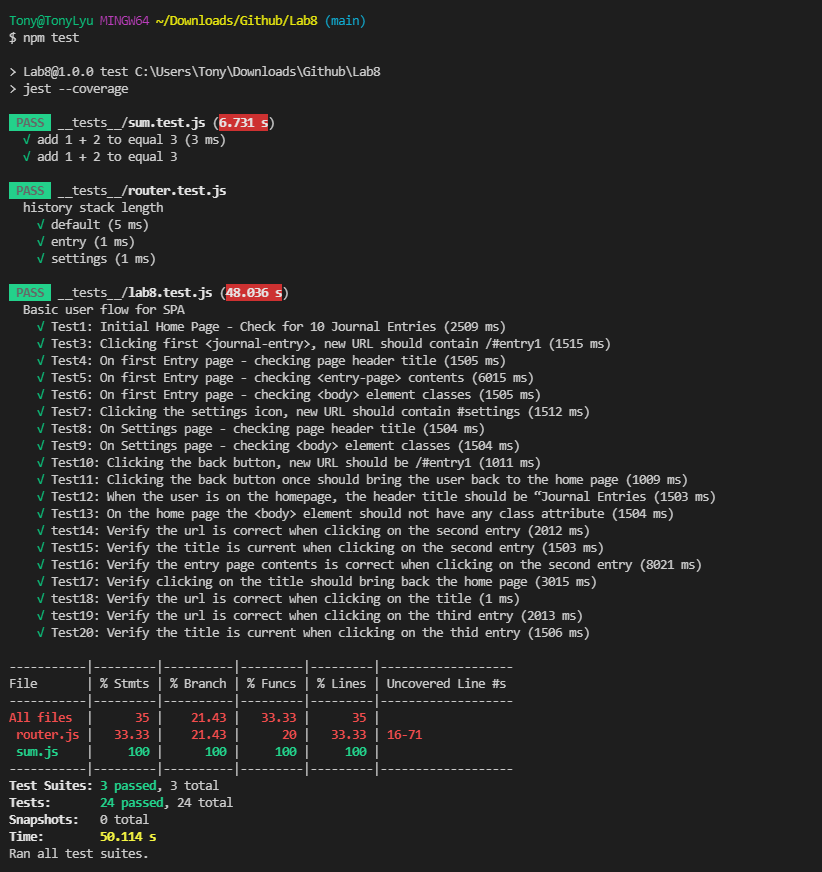 Tony@TonyLyu MINGW64 ~/Downloads/Github/Lab8 (main)
$ npm test
> Lab8@1.0.0 test C:\Users\Tony\Downloads\Github\Lab8
> jest --coverage
PASS __tests__/sum.test.js (6.731 s)
√ add 1 + 2 to equal 3 (3 ms)
√ add 1 + 2 to equal 3
PASS __tests__/router.test.js
history stack length
√ default (5 ms)
√ entry (1 ms)
√ settings (1 ms)
PASS __tests__/lab8.test.js (48.036 s)
Basic user flow for SPA
√ Test1: Initial Home Page - Check for 10 Journal Entries (2509 ms)
√ Test3: Clicking first <journal-entry>, new URL should contain /#entry1 (1515 ms)
√ Test4: On first Entry page - checking page header title (1505 ms)
√ Test5: On first Entry page - checking <entry-page> contents (6015 ms)
√ Test6: On first Entry page - checking <body> element classes (1505 ms)
√ Test7: Clicking the settings icon, new URL should contain #settings (1512 ms)
√ Test8: On Settings page - checking page header title (1504 ms)
√ Test9: On Settings page - checking <body> element classes (1504 ms)
√ Test10: Clicking the back button, new URL should be /#entry1 (1011 ms)
√ Test11: Clicking the back button once should bring the user back to the home page (1009 ms)
√ Test12: When the user is on the homepage, the header title should be “Journal Entries (1503 ms)
√ Test13: On the home page the <body> element should not have any class attribute (1504 ms)
√ test14: Verify the url is correct when clicking on the second entry (2012 ms)
√ Test15: Verify the title is current when clicking on the second entry (1503 ms)
√ Test16: Verify the entry page contents is correct when clicking on the second entry (8021 ms)
√ Test17: Verify clicking on the title should bring back the home page (3015 ms)
√ test18: Verify the url is correct when clicking on the title (1 ms)
√ test19: Verify the url is correct when clicking on the third entry (2013 ms)
√ Test20: Verify the title is current when clicking on the thid entry (1506 ms)
-----------|---------|----------|---------|---------|-------------------
File | % Stmts | % Branch | % Funcs | % Lines | Uncovered Line #s
-----------|---------|----------|---------|---------|-------------------
All files | 35 | 21.43 | 33.33 | 35 |
router.js | 33.33 | 21.43 | 20 | 33.33 | 16-71
sum.js | 100 | 100 | 100 | 100 |
-----------|---------|----------|---------|---------|-------------------
Test Suites: 3 passed, 3 total
Tests: 24 passed, 24 total
Snapshots: 0 total
Time: 50.114 s
Ran all test suites.